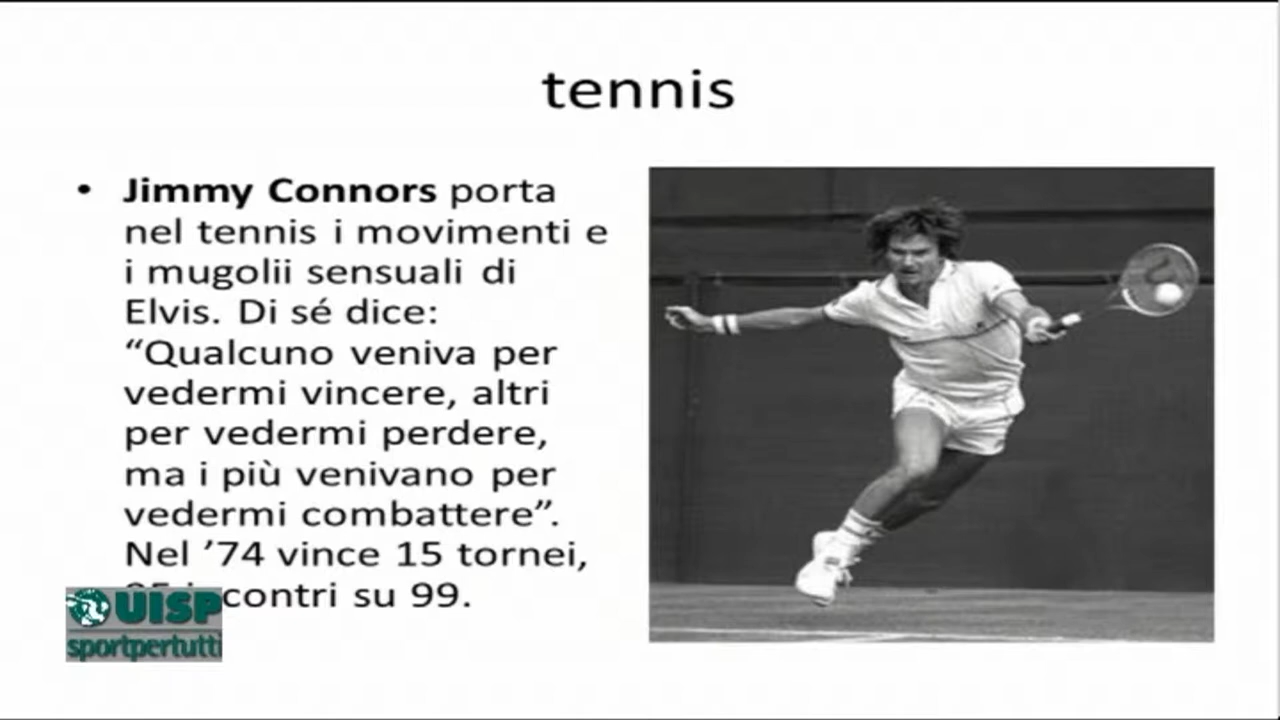 tennis
• Jimmy Connors porta
nel tennis i movimenti e
i mugolii sensuali di
Elvis. Di sé dice:
“Qualcuno veniva per
vedermi vincere, altri
per vedermi perdere,
ma i più venivano per
vedermi combattere”.
Nel ’74 vince 15 tornei,
contri su 99.
UISP
sportpertutti